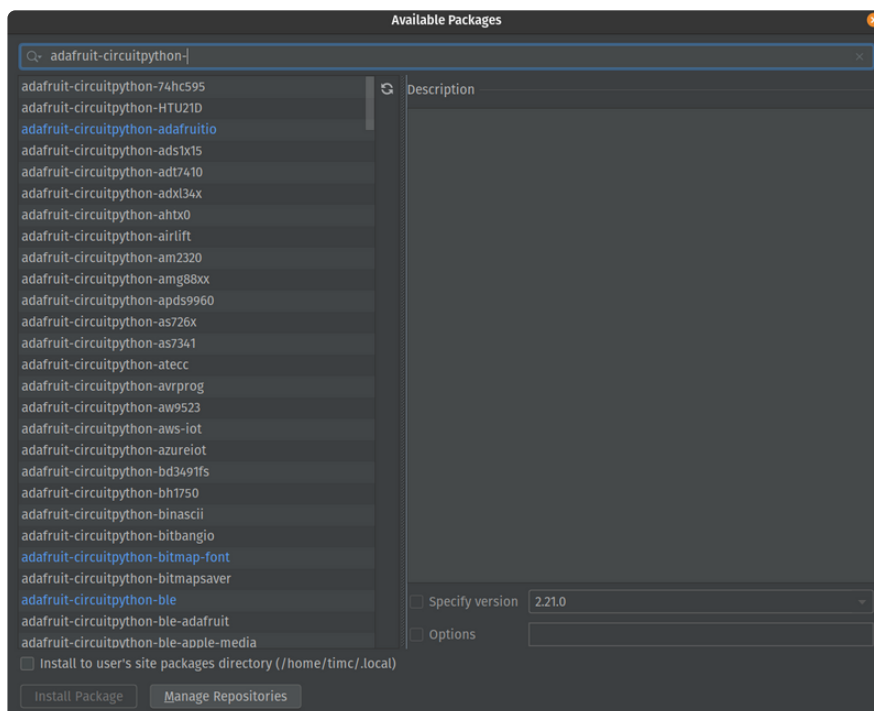 Available Packages
adafruit-circuitpython-
adafruit-circuitpython-74hc595
adafruit-circuitpython-HTU21D
adafruit-circuitpython-adafruitio
adafruit-circuitpython-ads1x15
adafruit-circuitpython-adt7410
adafruit-circuitpython-adxl34x
adafruit-circuitpython-ahtx0
adafruit-circuitpython-airlift
adafruit-circuitpython-am2320
adafruit-circuitpython-amg88xx
adafruit-circuitpython-apds9960
adafruit-circuitpython-as726x
adafruit-circuitpython-as7341
adafruit-circuitpython-atecc
adafruit-circuitpython-avrprog
adafruit-circuitpython-aw9523
adafruit-circuitpython-aws-iot
adafruit-circuitpython-azureiot
adafruit-circuitpython-bd3491fs
adafruit-circuitpython-bh1750
adafruit-circuitpython-binascii
adafruit-circuitpython-bitbangio
adafruit-circuitpython-bitmap-font
adafruit-circuitpython-bitmapsaver
adafruit-circuitpython-ble
adafruit-circuitpython-ble-adafruit
adafruit-circuitpython-ble-apple-media
Description
Specify version 2.21.0
Options
Install to user's site packages directory (/home/timc/.local)
Install Package Manage Repositories